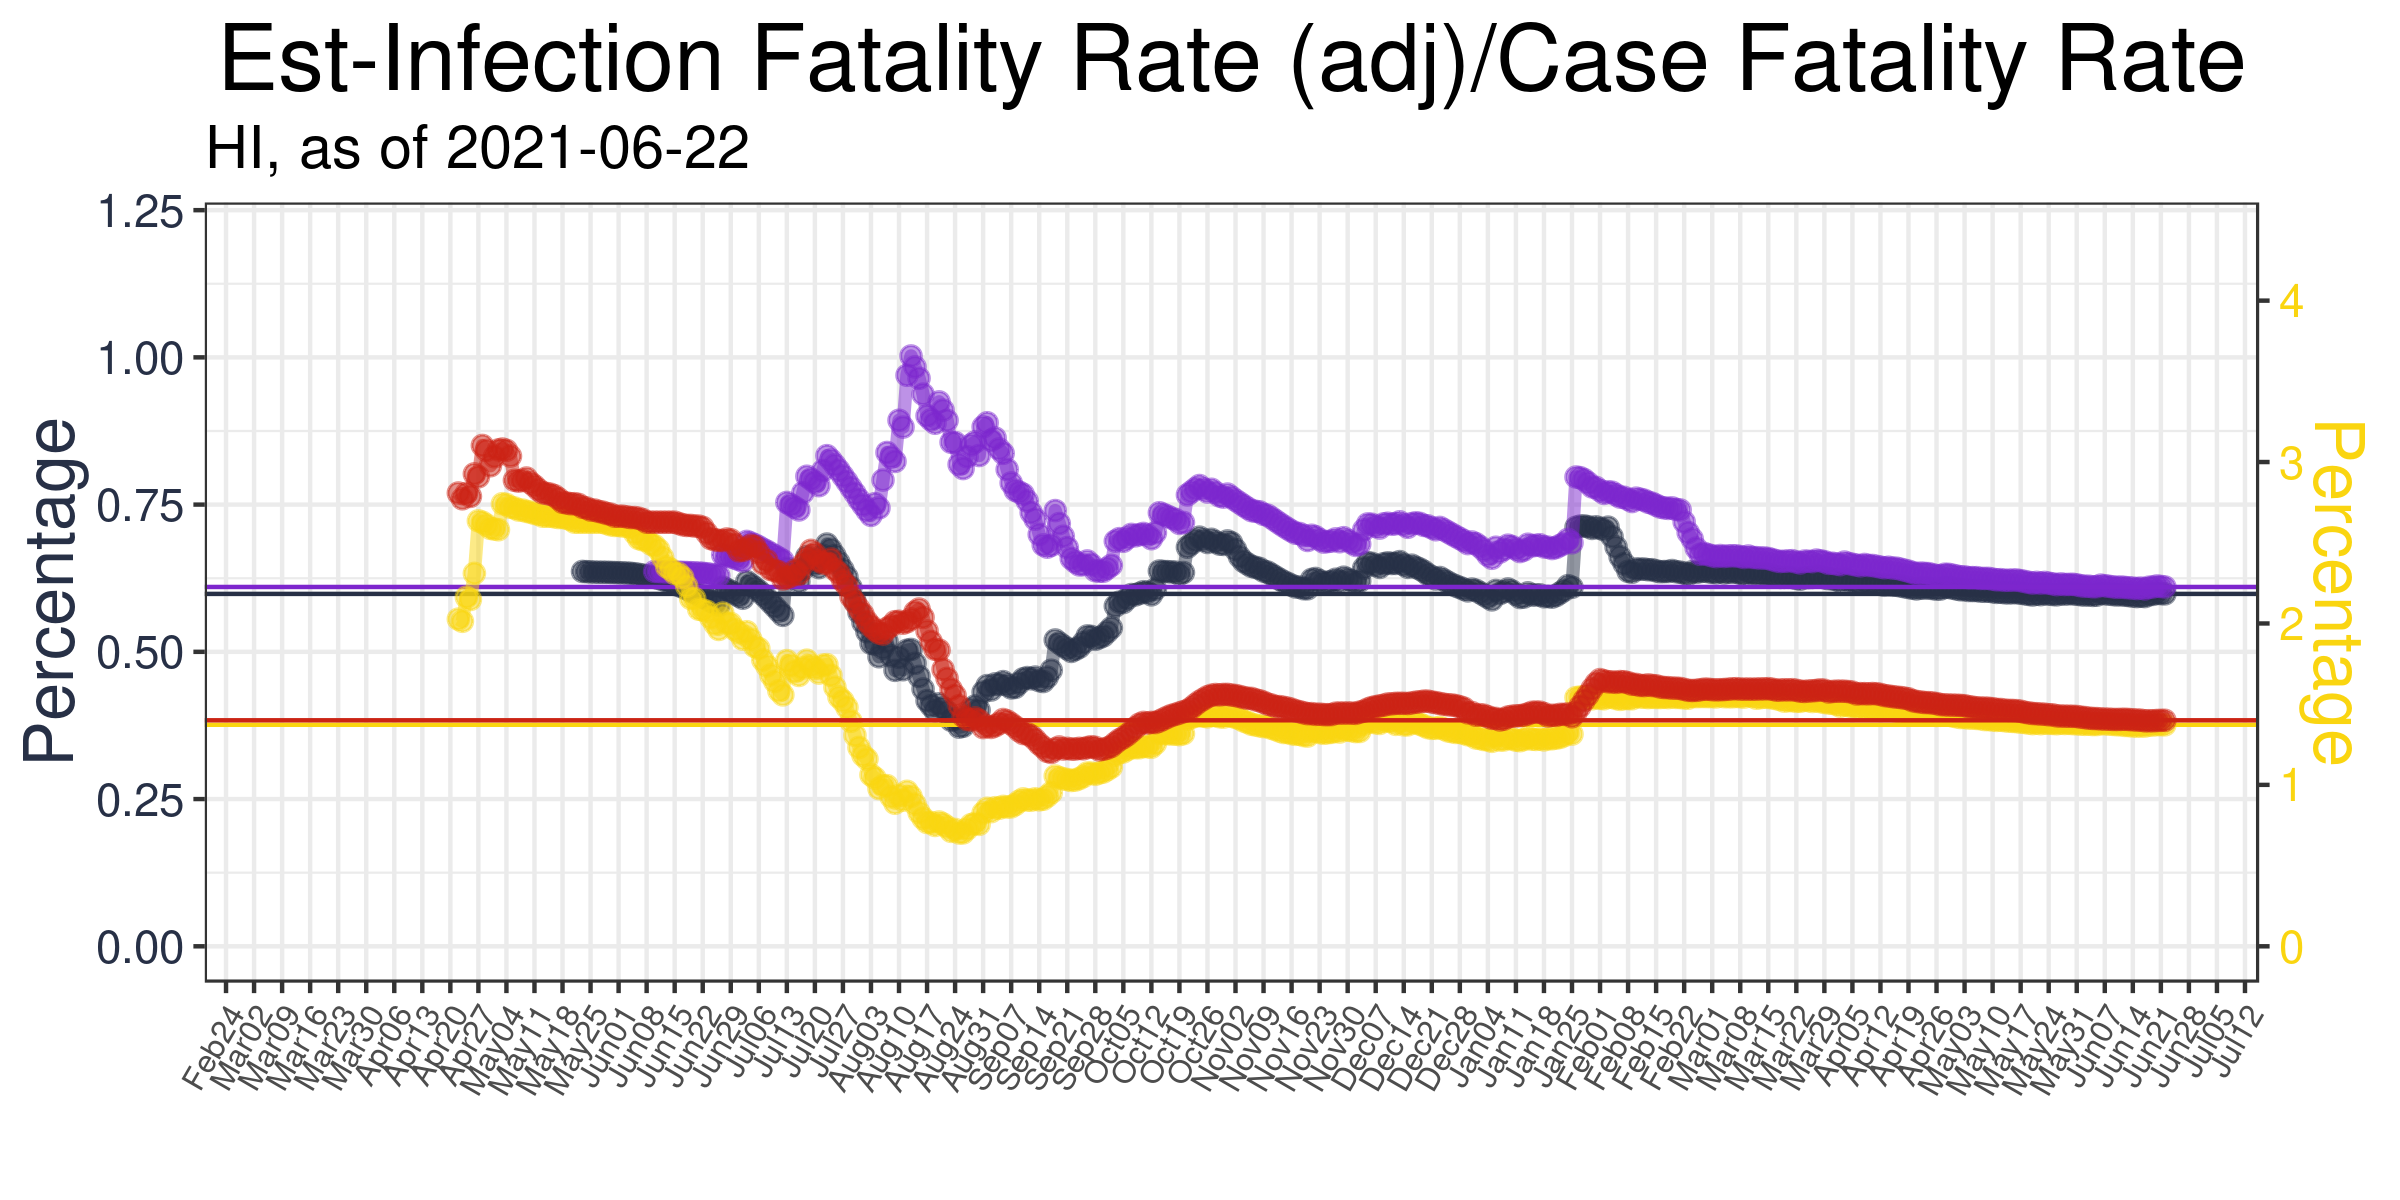 Est-Infection Fatality Rate (adj)/Case Fatality Rate
HI, as of 2021-06-22
Percentage
1.25
1.00
0.75
0.50
0.25
0.00
4
3
2
1
0
Percentage
Feb24
Mar02
Mar09
Mar16
Mar23
Mar30
Apr06
Apr13
Apr20
Apr27
May04
May11
May18
May25
Jun01
Jun08
Jun15
Jun22
Jun29
Jul06
Jul13
Jul20
Jul27
Aug03
Aug10
Aug17
Aug24
Aug31
Sep07
Sep14
Sep21
Sep28
Oct05
Oct12
Oct19
Oct26
Nov02
Nov09
Nov16
Nov23
Nov30
Dec07
Dec14
Dec21
Dec28
Jan04
Jan11
Jan18
Jan25
Feb01
Feb08
Feb15
Feb22
Mar01
Mar08
Mar15
Mar22
Mar29
Apr05
Apr12
Apr19
Apr26
May03
May10
May17
May24
May31
Jun07
Jun14
Jun21
Jun28
Jul05
Jul12